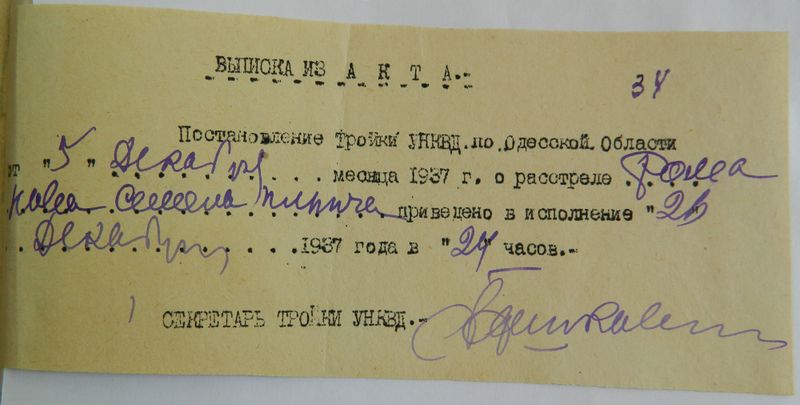 ВЫПИСКА ИЗ А К Т А.-
34
Постановление Тройки УНКВД.по.Одесской.Области
от "5" Декабря . . . месяца 1937 г. о расстреле
Семена приведено в исполнение "26"
Декабря . . . .1937 года в "24" часов.-
СЕКРЕТАРЬ ТРОЙКИ УНКВД.-